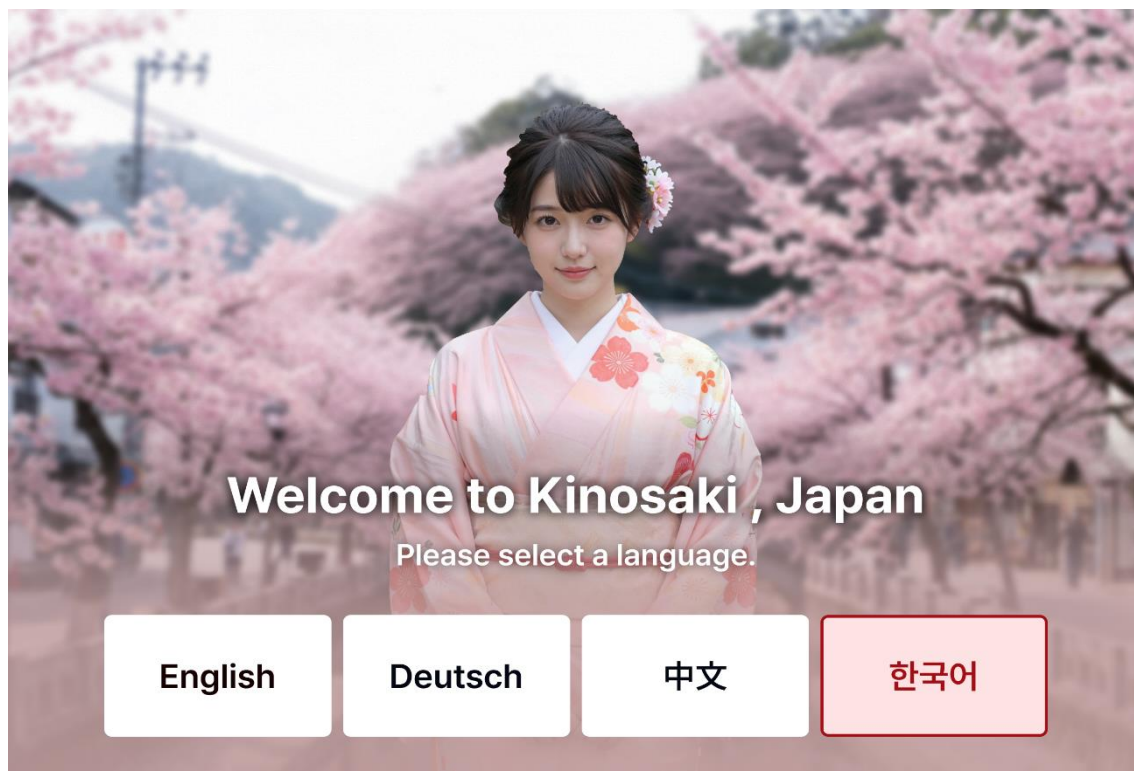 Welcome to Kinosaki , Japan
Please select a language.
English
Deutsch
中文
한국어